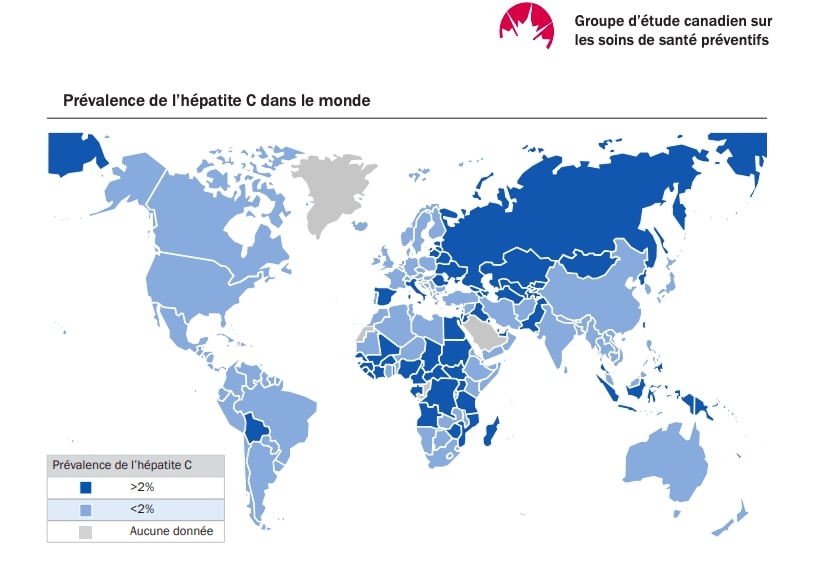 Groupe d'étude canadien sur
les soins de santé préventifs
Prévalence de l'hépatite C dans le monde
Prévalence de l'hépatite C
>2%
<2%
Aucune donnée